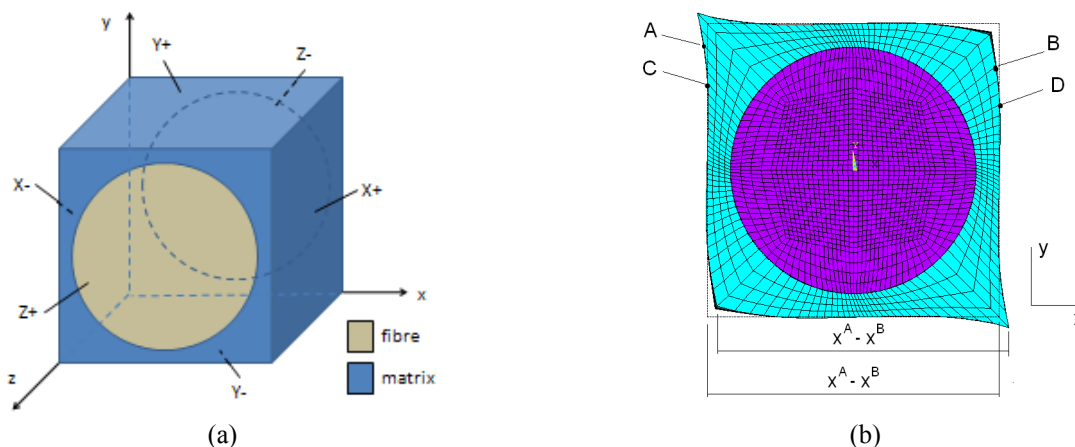 y
Y+
Z-
X-
X+
Z+
x
z
Y-
fibre
matrix
(a)
A
B
C
D
y
x^A - x^B
x^A - x^B
(b)